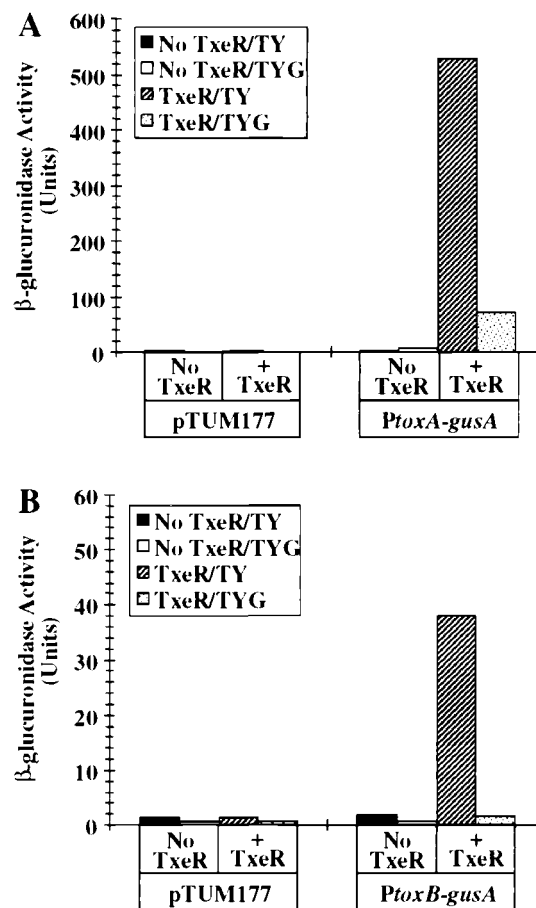 A
β-glucuronidase Activity
(Units)
600
500
400
300
200
100
0
No TxeR/TY
No TxeR/TYG
TxeR/TY
TxeR/TYG
No
TxeR
+
TxeR
No
TxeR
+
TxeR
pTUM177
PtoxA-gusA
B
β-glucuronidase Activity
(Units)
60
50
40
30
20
10
0
No TxeR/TY
No TxeR/TYG
TxeR/TY
TxeR/TYG
No
TxeR
+
TxeR
No
TxeR
+
TxeR
pTUM177
PtoxB-gusA